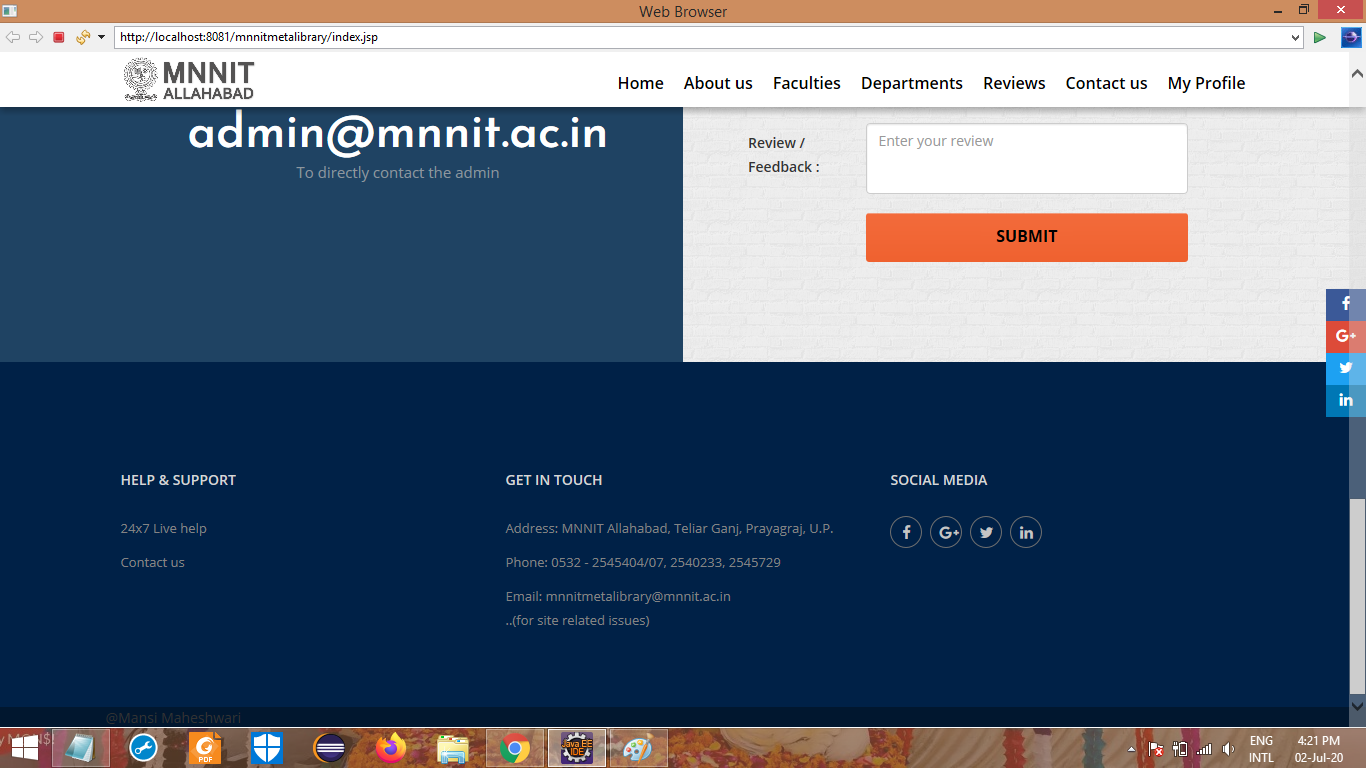 Web Browser
http://localhost:8081/mnnitmetalibrary/index.jsp
MNNIT
ALLAHABAD
Home About us Faculties Departments Reviews Contact us My Profile
admin@mnnit.ac.in
To directly contact the admin
Review /
Feedback :
Enter your review
SUBMIT
f
G+
in
HELP & SUPPORT
24x7 Live help
Contact us
GET IN TOUCH
Address: MNNIT Allahabad, Teliar Ganj, Prayagraj, U.P.
Phone: 0532 - 2545404/07, 2540233, 2545729
Email: mnnitmetalibrary@mnnit.ac.in
..(for site related issues)
SOCIAL MEDIA
f G+ in
@Mansi Maheshwari
PDF
Java EE
IDE
ENG
INTL
4:21 PM
02-Jul-20